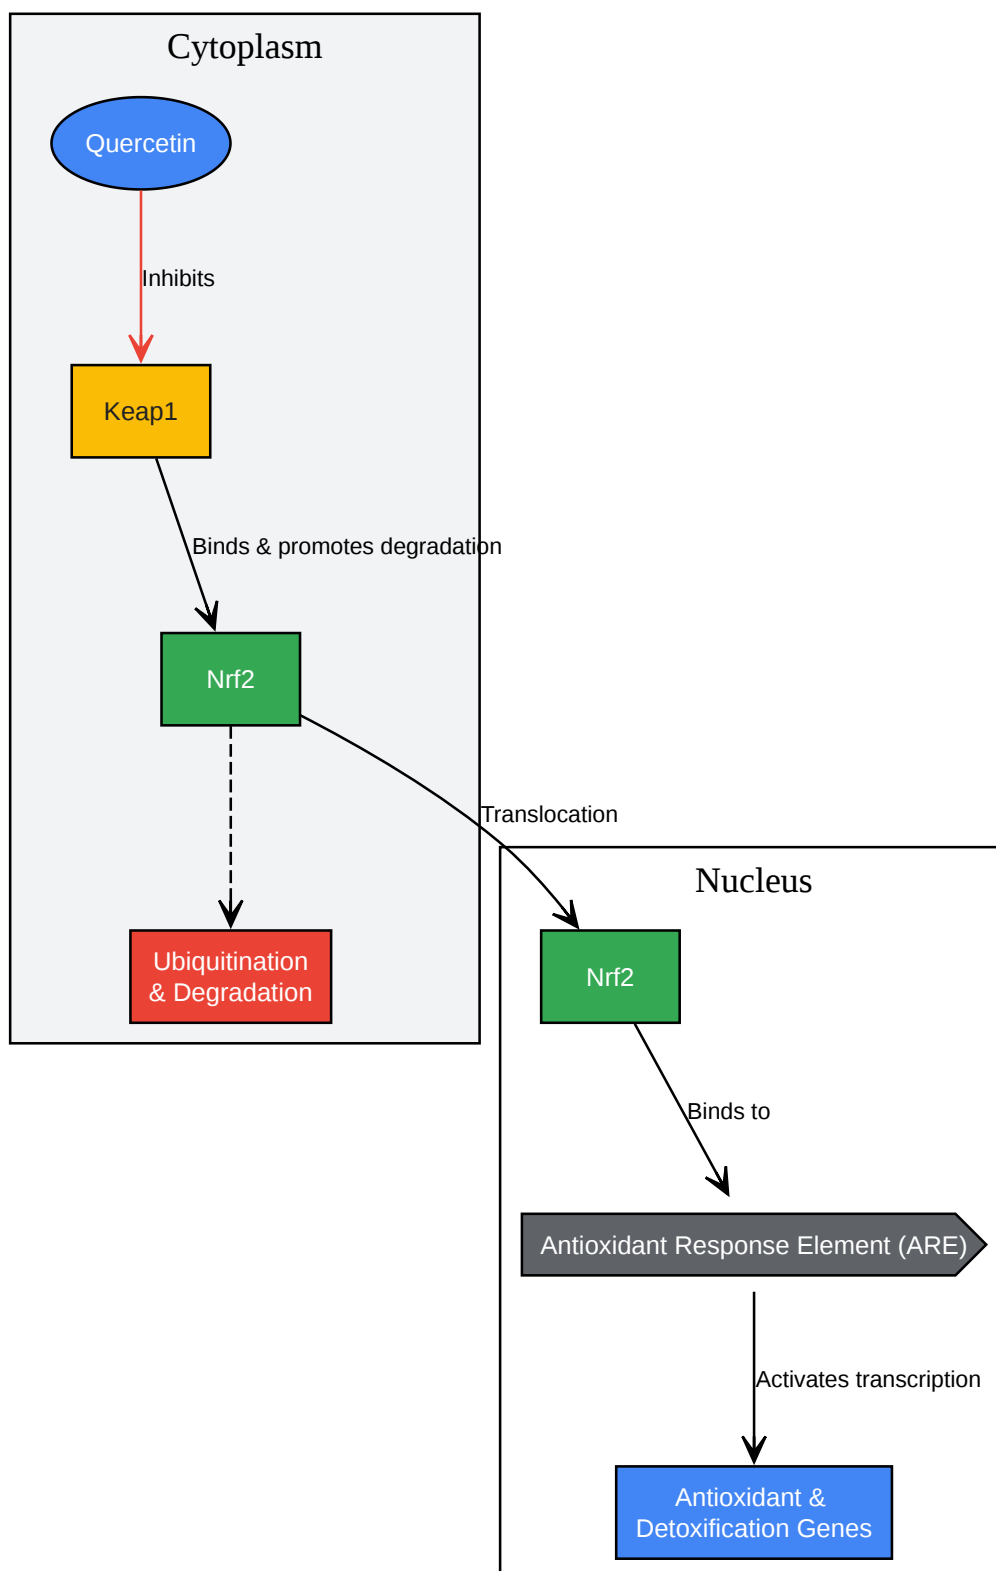 Cytoplasm
Quercetin
Inhibits
Keap1
Binds & promotes degradation
Nrf2
Translocation
Ubiquitination
& Degradation
Nucleus
Nrf2
Binds to
Antioxidant Response Element (ARE)
Activates transcription
Antioxidant &
Detoxification Genes